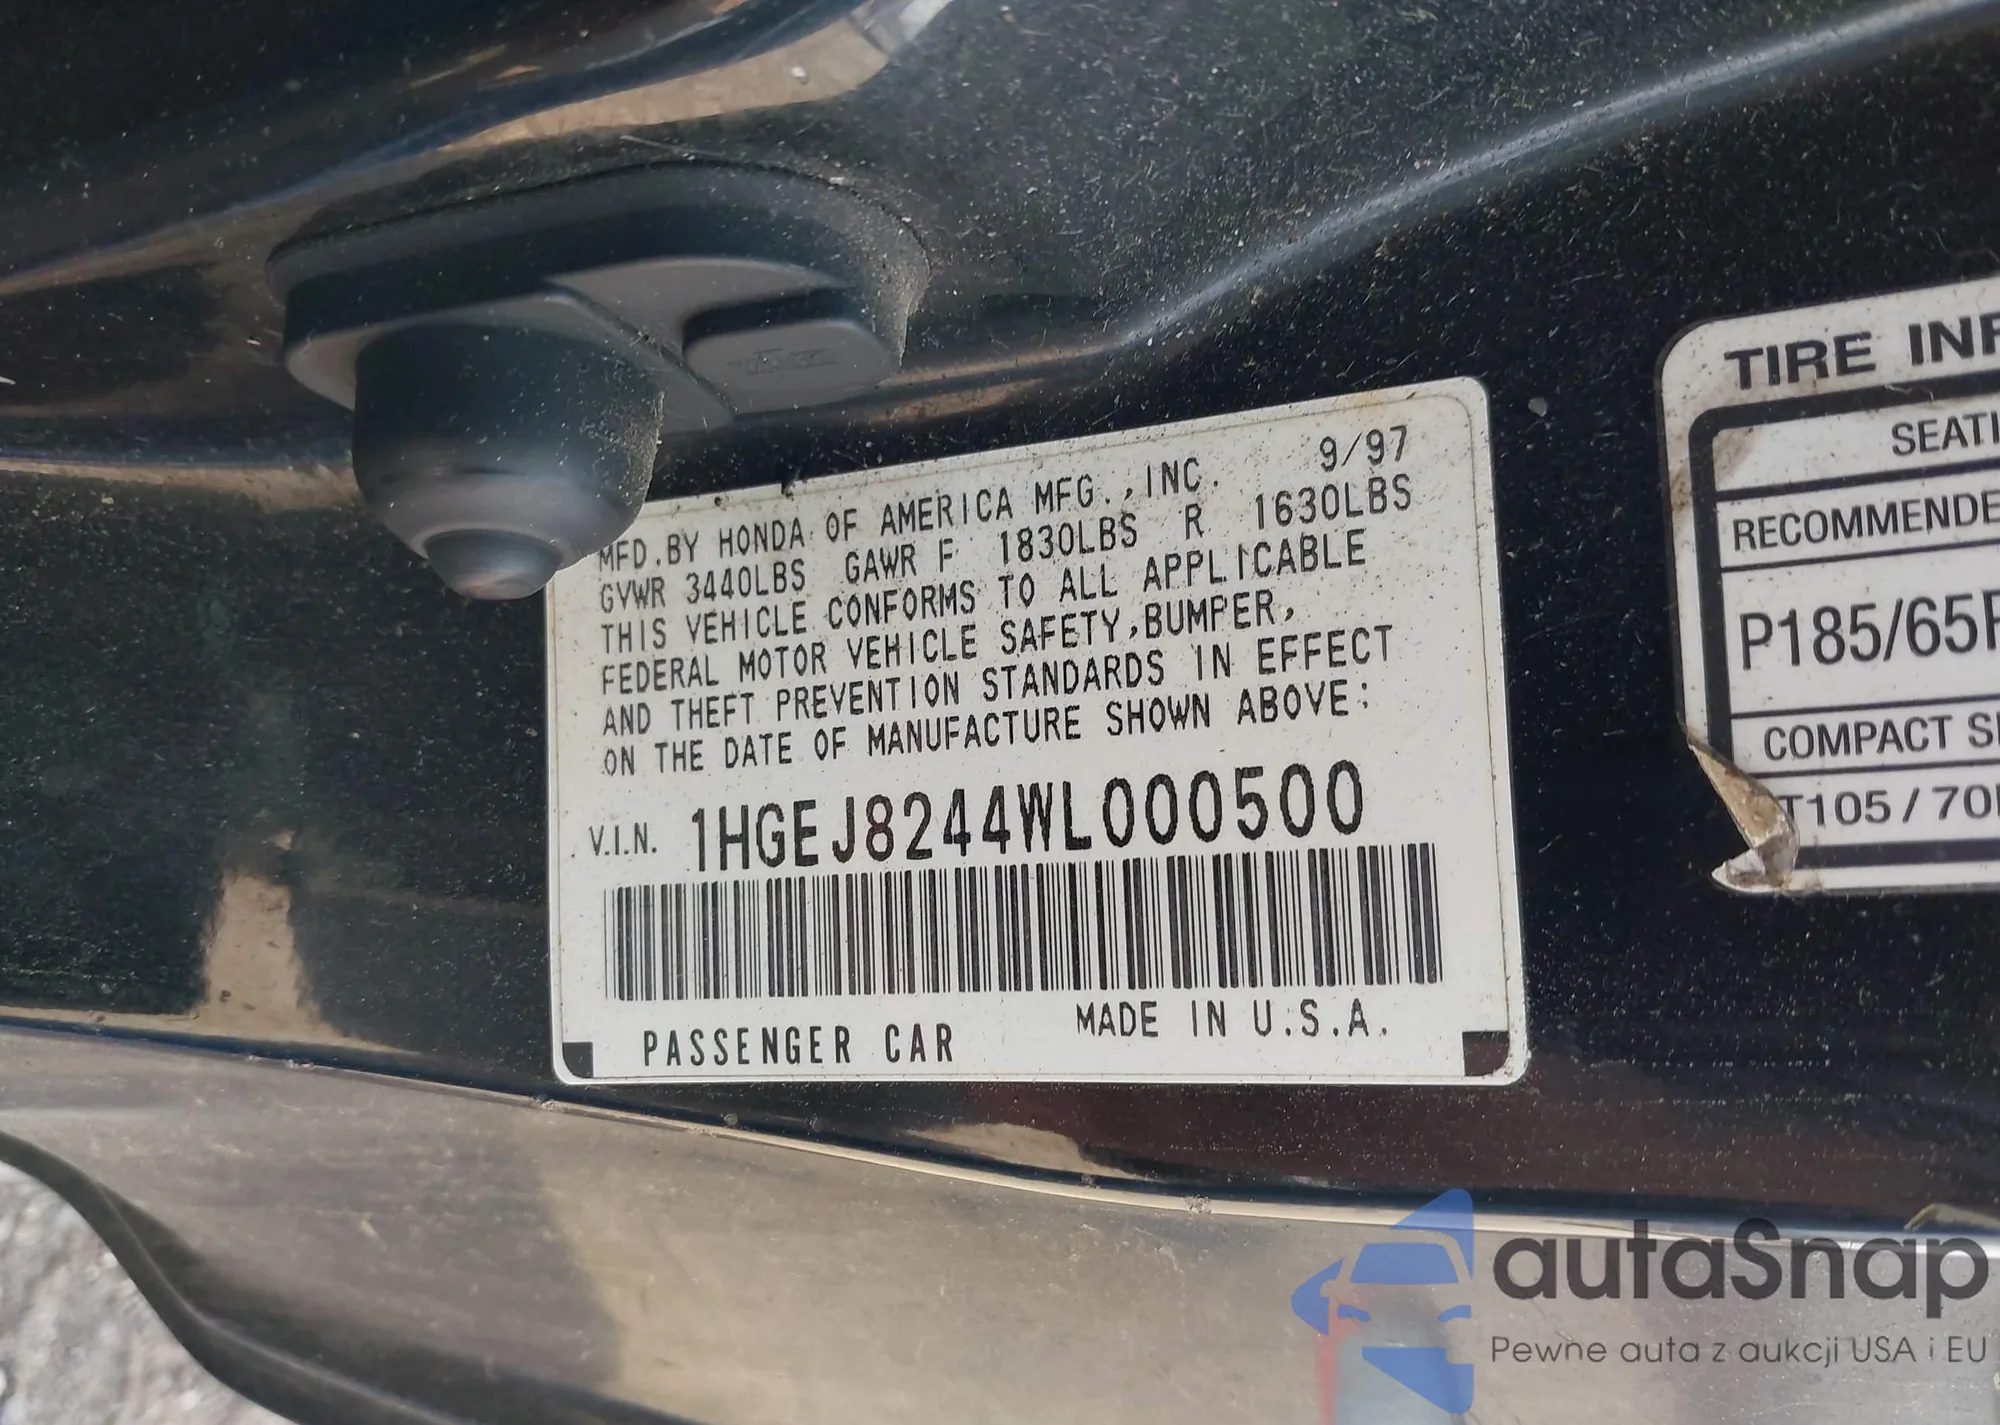 MFD.BY HONDA OF AMERICA MFG.,INC. 9/97
GVWR 3440LBS GAWR F 1830LBS R 1630LBS
THIS VEHICLE CONFORMS TO ALL APPLICABLE
FEDERAL MOTOR VEHICLE SAFETY,BUMPER,
AND THEFT PREVENTION STANDARDS IN EFFECT
ON THE DATE OF MANUFACTURE SHOWN ABOVE:
V.I.N. 1HGEJ8244WL000500
PASSENGER CAR MADE IN U.S.A.
TIRE INF
SEATI
RECOMMENDE
P185/65R
COMPACT S
T105/70
autaSnap
Pewne auta z aukcji USA i EU